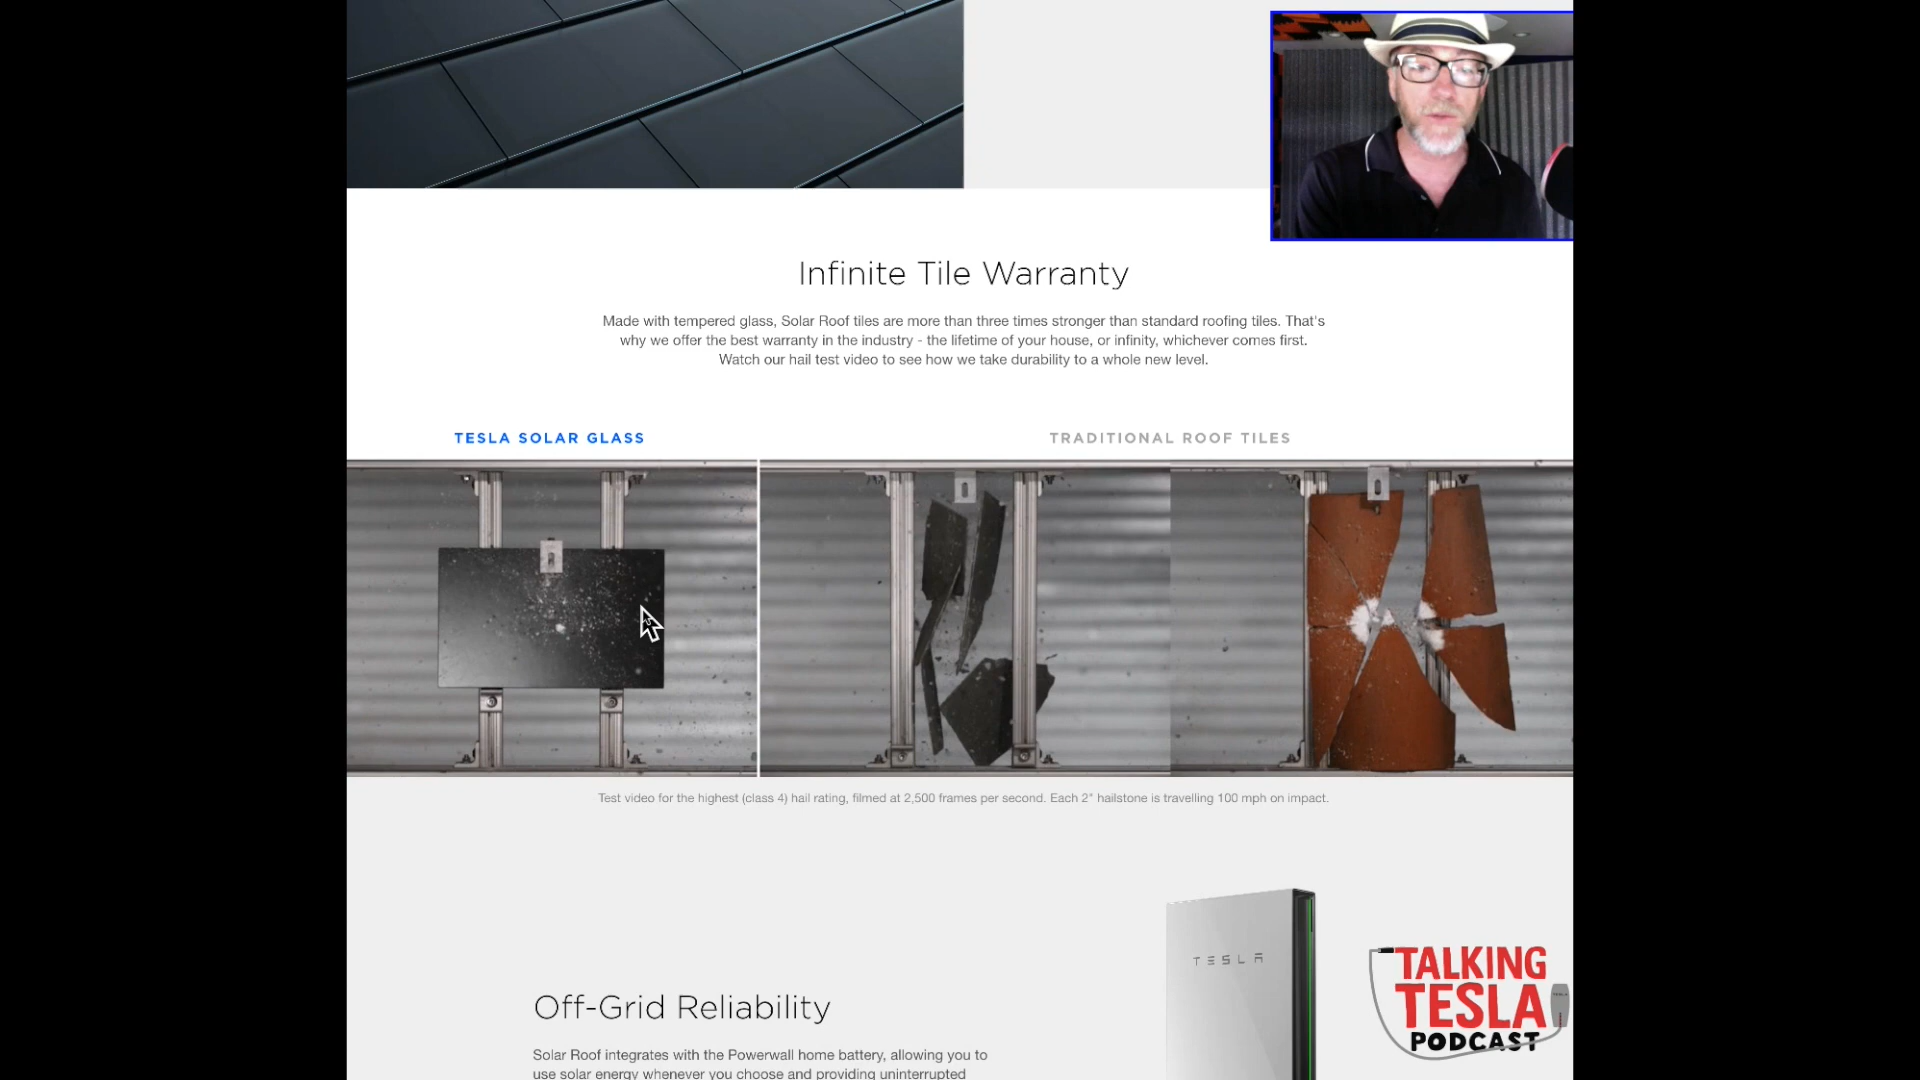 Infinite Tile Warranty
Made with tempered glass, Solar Roof tiles are more than three times stronger than standard roofing tiles. That's
why we offer the best warranty in the industry - the lifetime of your house, or infinity, whichever comes first.
Watch our hail test video to see how we take durability to a whole new level.
TESLA SOLAR GLASS
TRADITIONAL ROOF TILES
Test video for the highest (class 4) hail rating, filmed at 2,500 frames per second. Each 2" hailstone is travelling 100 mph on impact.
TESLA
Off-Grid Reliability
Solar Roof integrates with the Powerwall home battery, allowing you to
use solar energy whenever you choose and providing uninterrupted
TALKING
TESLA
PODCAST